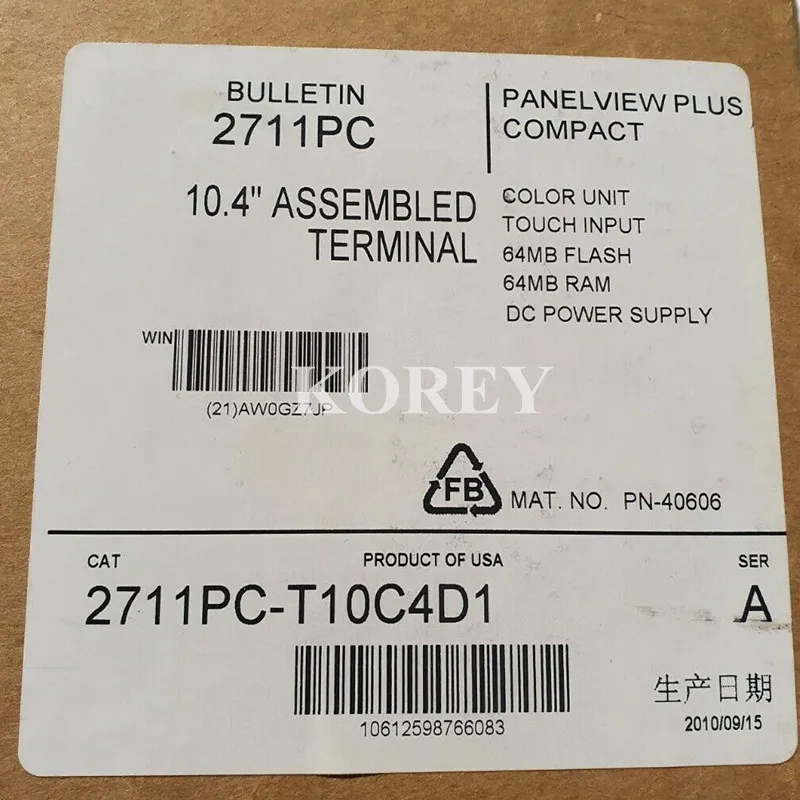 BULLETIN
2711PC
PANELVIEW PLUS
COMPACT
10.4" ASSEMBLED
TERMINAL
COLOR UNIT
TOUCH INPUT
64MB FLASH
64MB RAM
DC POWER SUPPLY
WIN
(21)AW0GZ7JP
KOREY
FB
MAT. NO. PN-40606
CAT
PRODUCT OF USA
SER
2711PC-T10C4D1
A
10612598766083
生产日期
2010/09/15